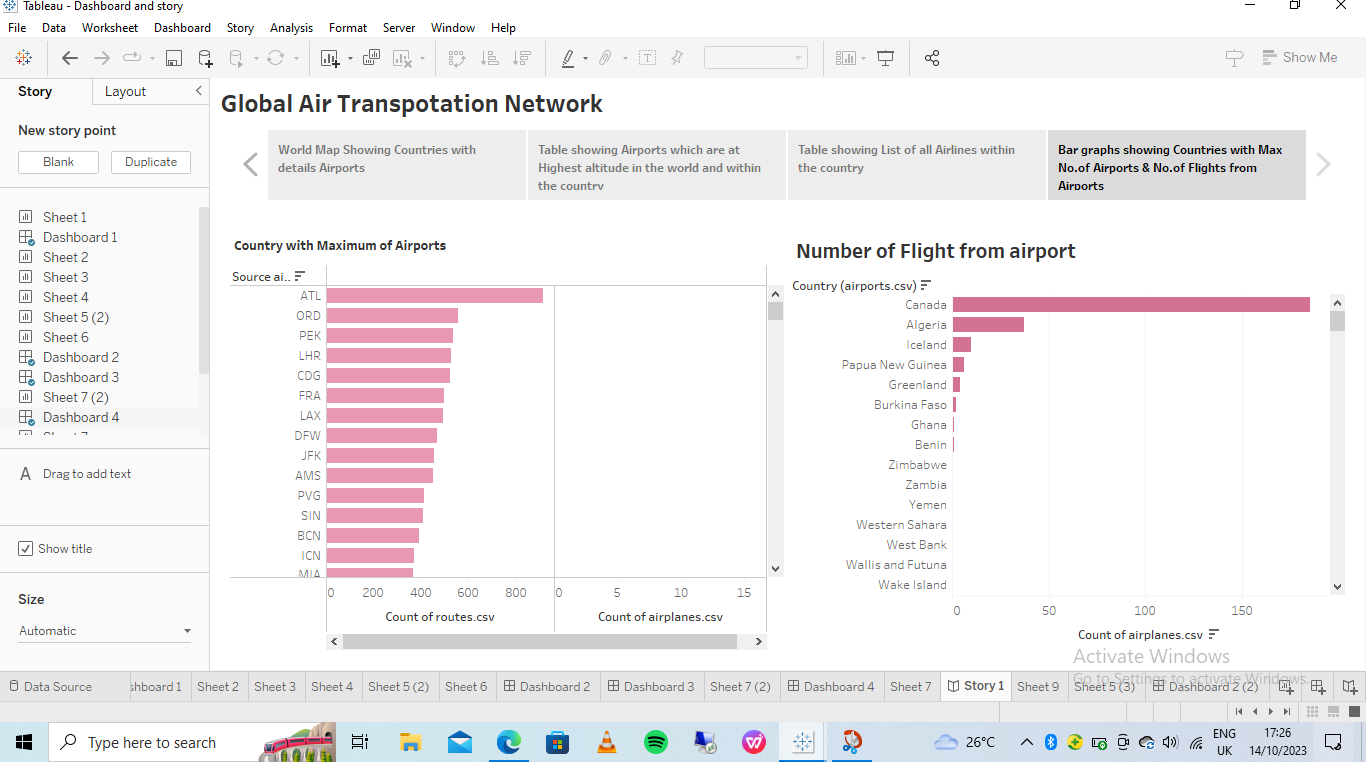 Tableau - Dashboard and story
File Data Worksheet Dashboard Story Analysis Format Server Window Help
Show Me
Story
Layout
New story point
Blank
Duplicate
Sheet 1
Dashboard 1
Sheet 2
Sheet 3
Sheet 4
Sheet 5 (2)
Sheet 6
Dashboard 2
Dashboard 3
Sheet 7 (2)
Dashboard 4
A Drag to add text
Show title
Size
Automatic
Global Air Transpotation Network
World Map Showing Countries with
details Airports
Table showing Airports which are at
Highest altitude in the world and within
the country
Table showing List of all Airlines within
the country
Bar graphs showing Countries with Max
No.of Airports & No.of Flights from
Airports
Country with Maximum of Airports
Source ai..
ATL
ORD
PEK
LHR
CDG
FRA
LAX
DFW
JFK
AMS
PVG
SIN
BCN
ICN
MIA
0 200 400 600 800
0 5 10 15
Count of routes.csv
Count of airplanes.csv
Number of Flight from airport
Country (airports.csv)
Canada
Algeria
Iceland
Papua New Guinea
Greenland
Burkina Faso
Ghana
Benin
Zimbabwe
Zambia
Yemen
Western Sahara
West Bank
Wallis and Futuna
Wake Island
0 50 100 150
Count of airplanes.csv
Activate Windows
Go to Settings to activate Windows.
Data Source
shboard 1
Sheet 2
Sheet 3
Sheet 4
Sheet 5 (2)
Sheet 6
Dashboard 2
Dashboard 3
Sheet 7 (2)
Dashboard 4
Sheet 7
Story 1
Sheet 9
Sheet 5 (3)
Dashboard 2 (2)
Type here to search
26°C
ENG
UK
17:26
14/10/2023